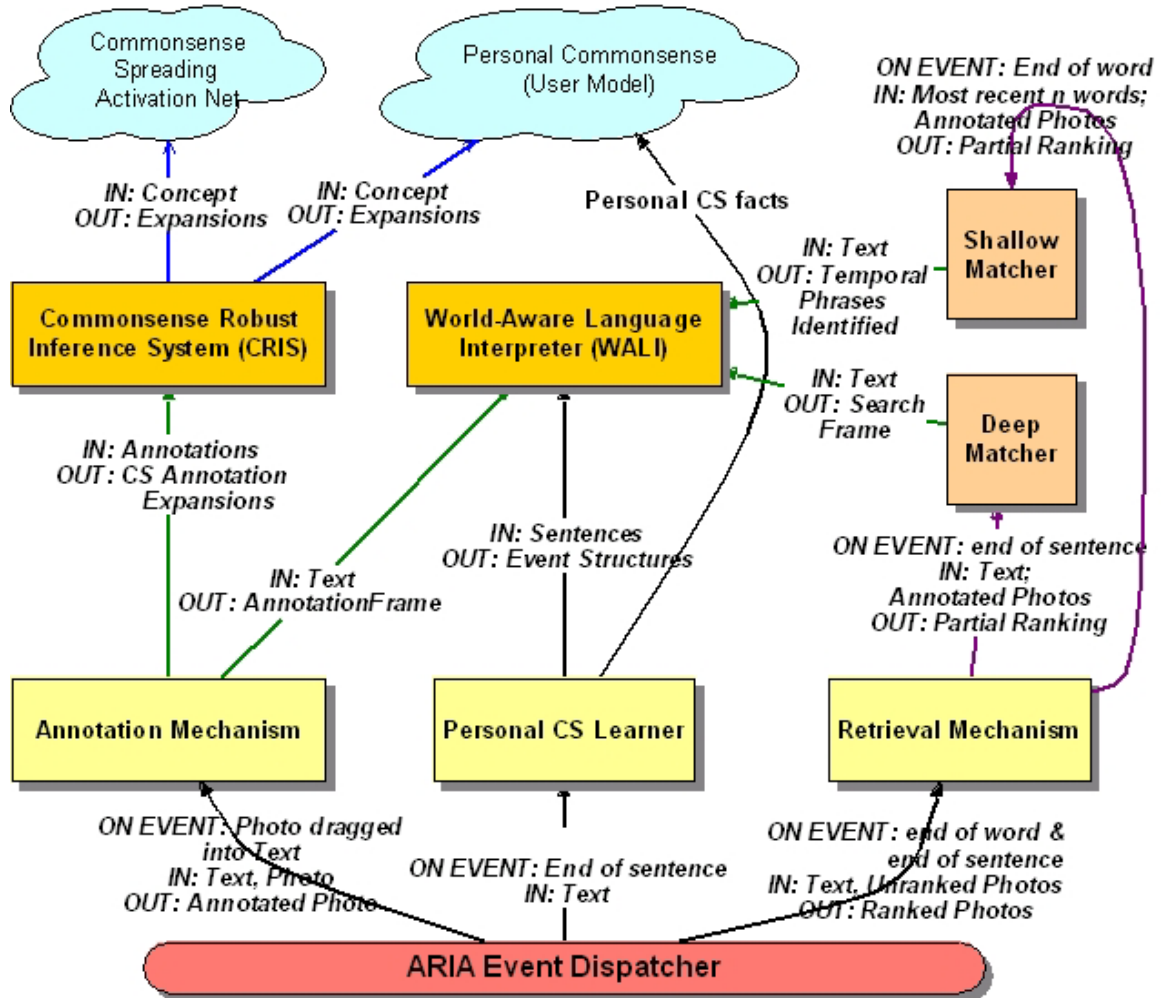 Commonsense
Spreading
Activation Net
Personal Commonsense
(User Model)
ON EVENT: End of word
IN: Most recent n words;
Annotated Photos
OUT: Partial Ranking
IN: Concept
OUT: Expansions
IN: Concept
OUT: Expansions
Personal CS facts
Shallow
Matcher
IN: Text
OUT: Temporal
Phrases
Identified
Commonsense Robust
Inference System (CRIS)
World-Aware Language
Interpreter (WALI)
IN: Text
OUT: Search
Frame
Deep
Matcher
IN: Annotations
OUT: CS Annotation
Expansions
IN: Sentences
OUT: Event Structures
IN: Text
OUT: AnnotationFrame
ON EVENT: end of sentence
IN: Text;
Annotated Photos
OUT: Partial Ranking
Annotation Mechanism
Personal CS Learner
Retrieval Mechanism
ON EVENT: Photo dragged
into Text
IN: Text, Photo
OUT: Annotated Photo
ON EVENT: End of sentence
IN: Text
ON EVENT: end of word &
end of sentence
IN: Text, Unranked Photos
OUT: Ranked Photos
ARIA Event Dispatcher